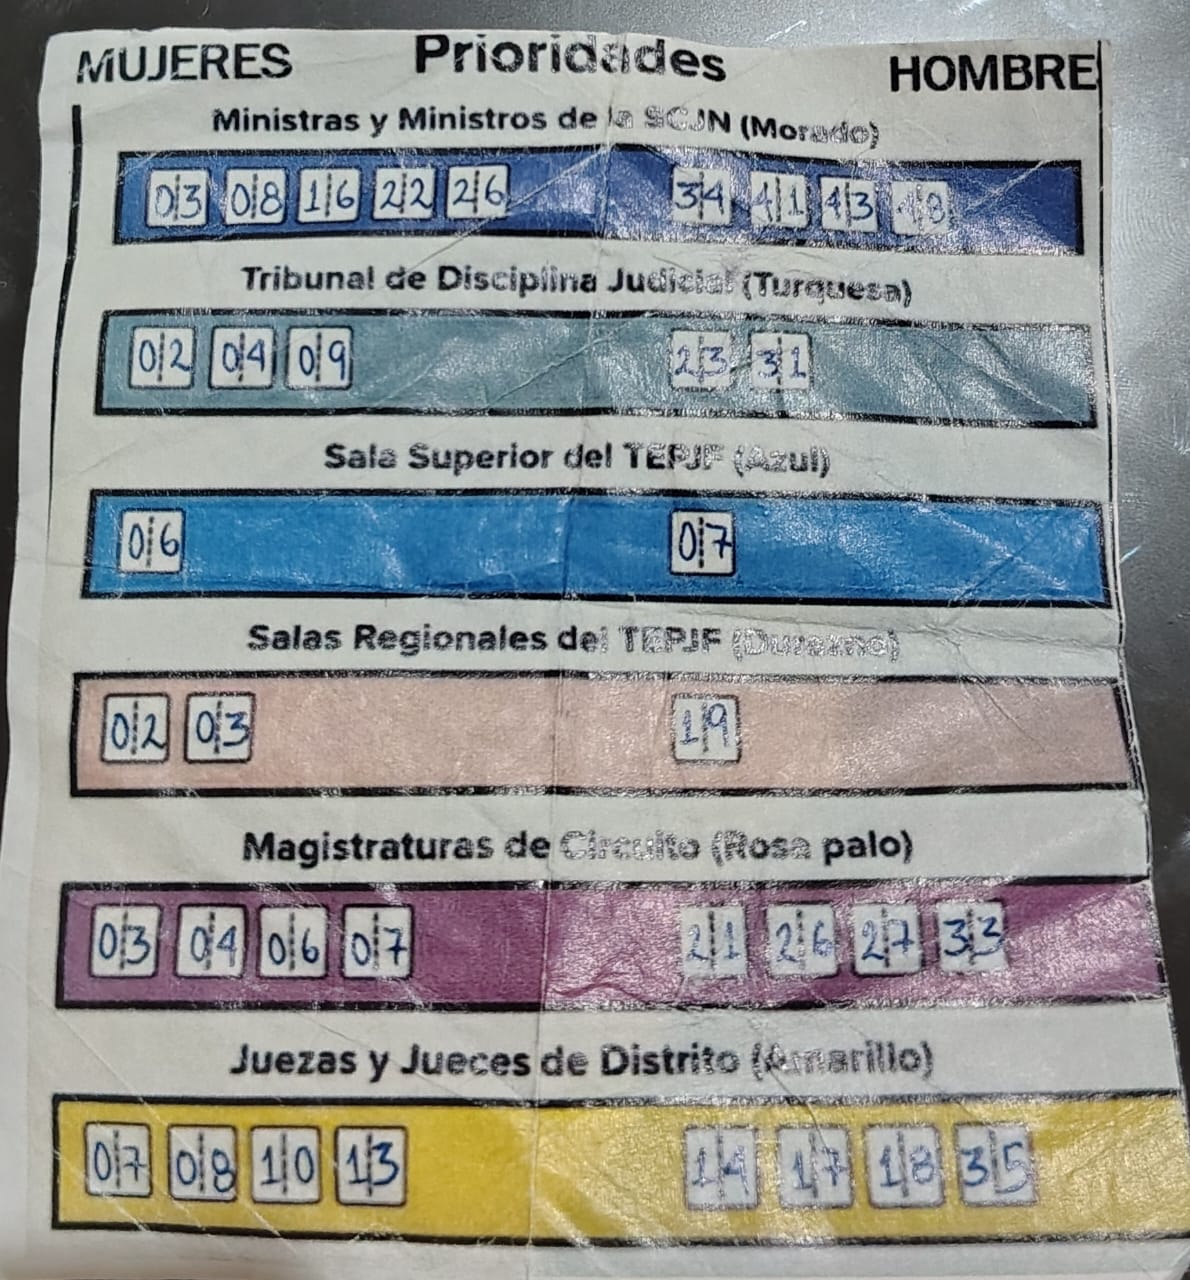 MUJERES Prioridades HOMBRE
Ministras y Ministros de la SCJN (Morado)
03 08 16 22 26 34 41 43 48
Tribunal de Disciplina Judicial (Turquesa)
02 04 09 23 31
Sala Superior del TEPJF (Azul)
06 07
Salas Regionales del TEPJF (Durazno)
02 03 19
Magistraturas de Circuito (Rosa palo)
03 04 06 07 21 26 27 33
Juezas y Jueces de Distrito (Amarillo)
07 08 10 13 14 17 18 35